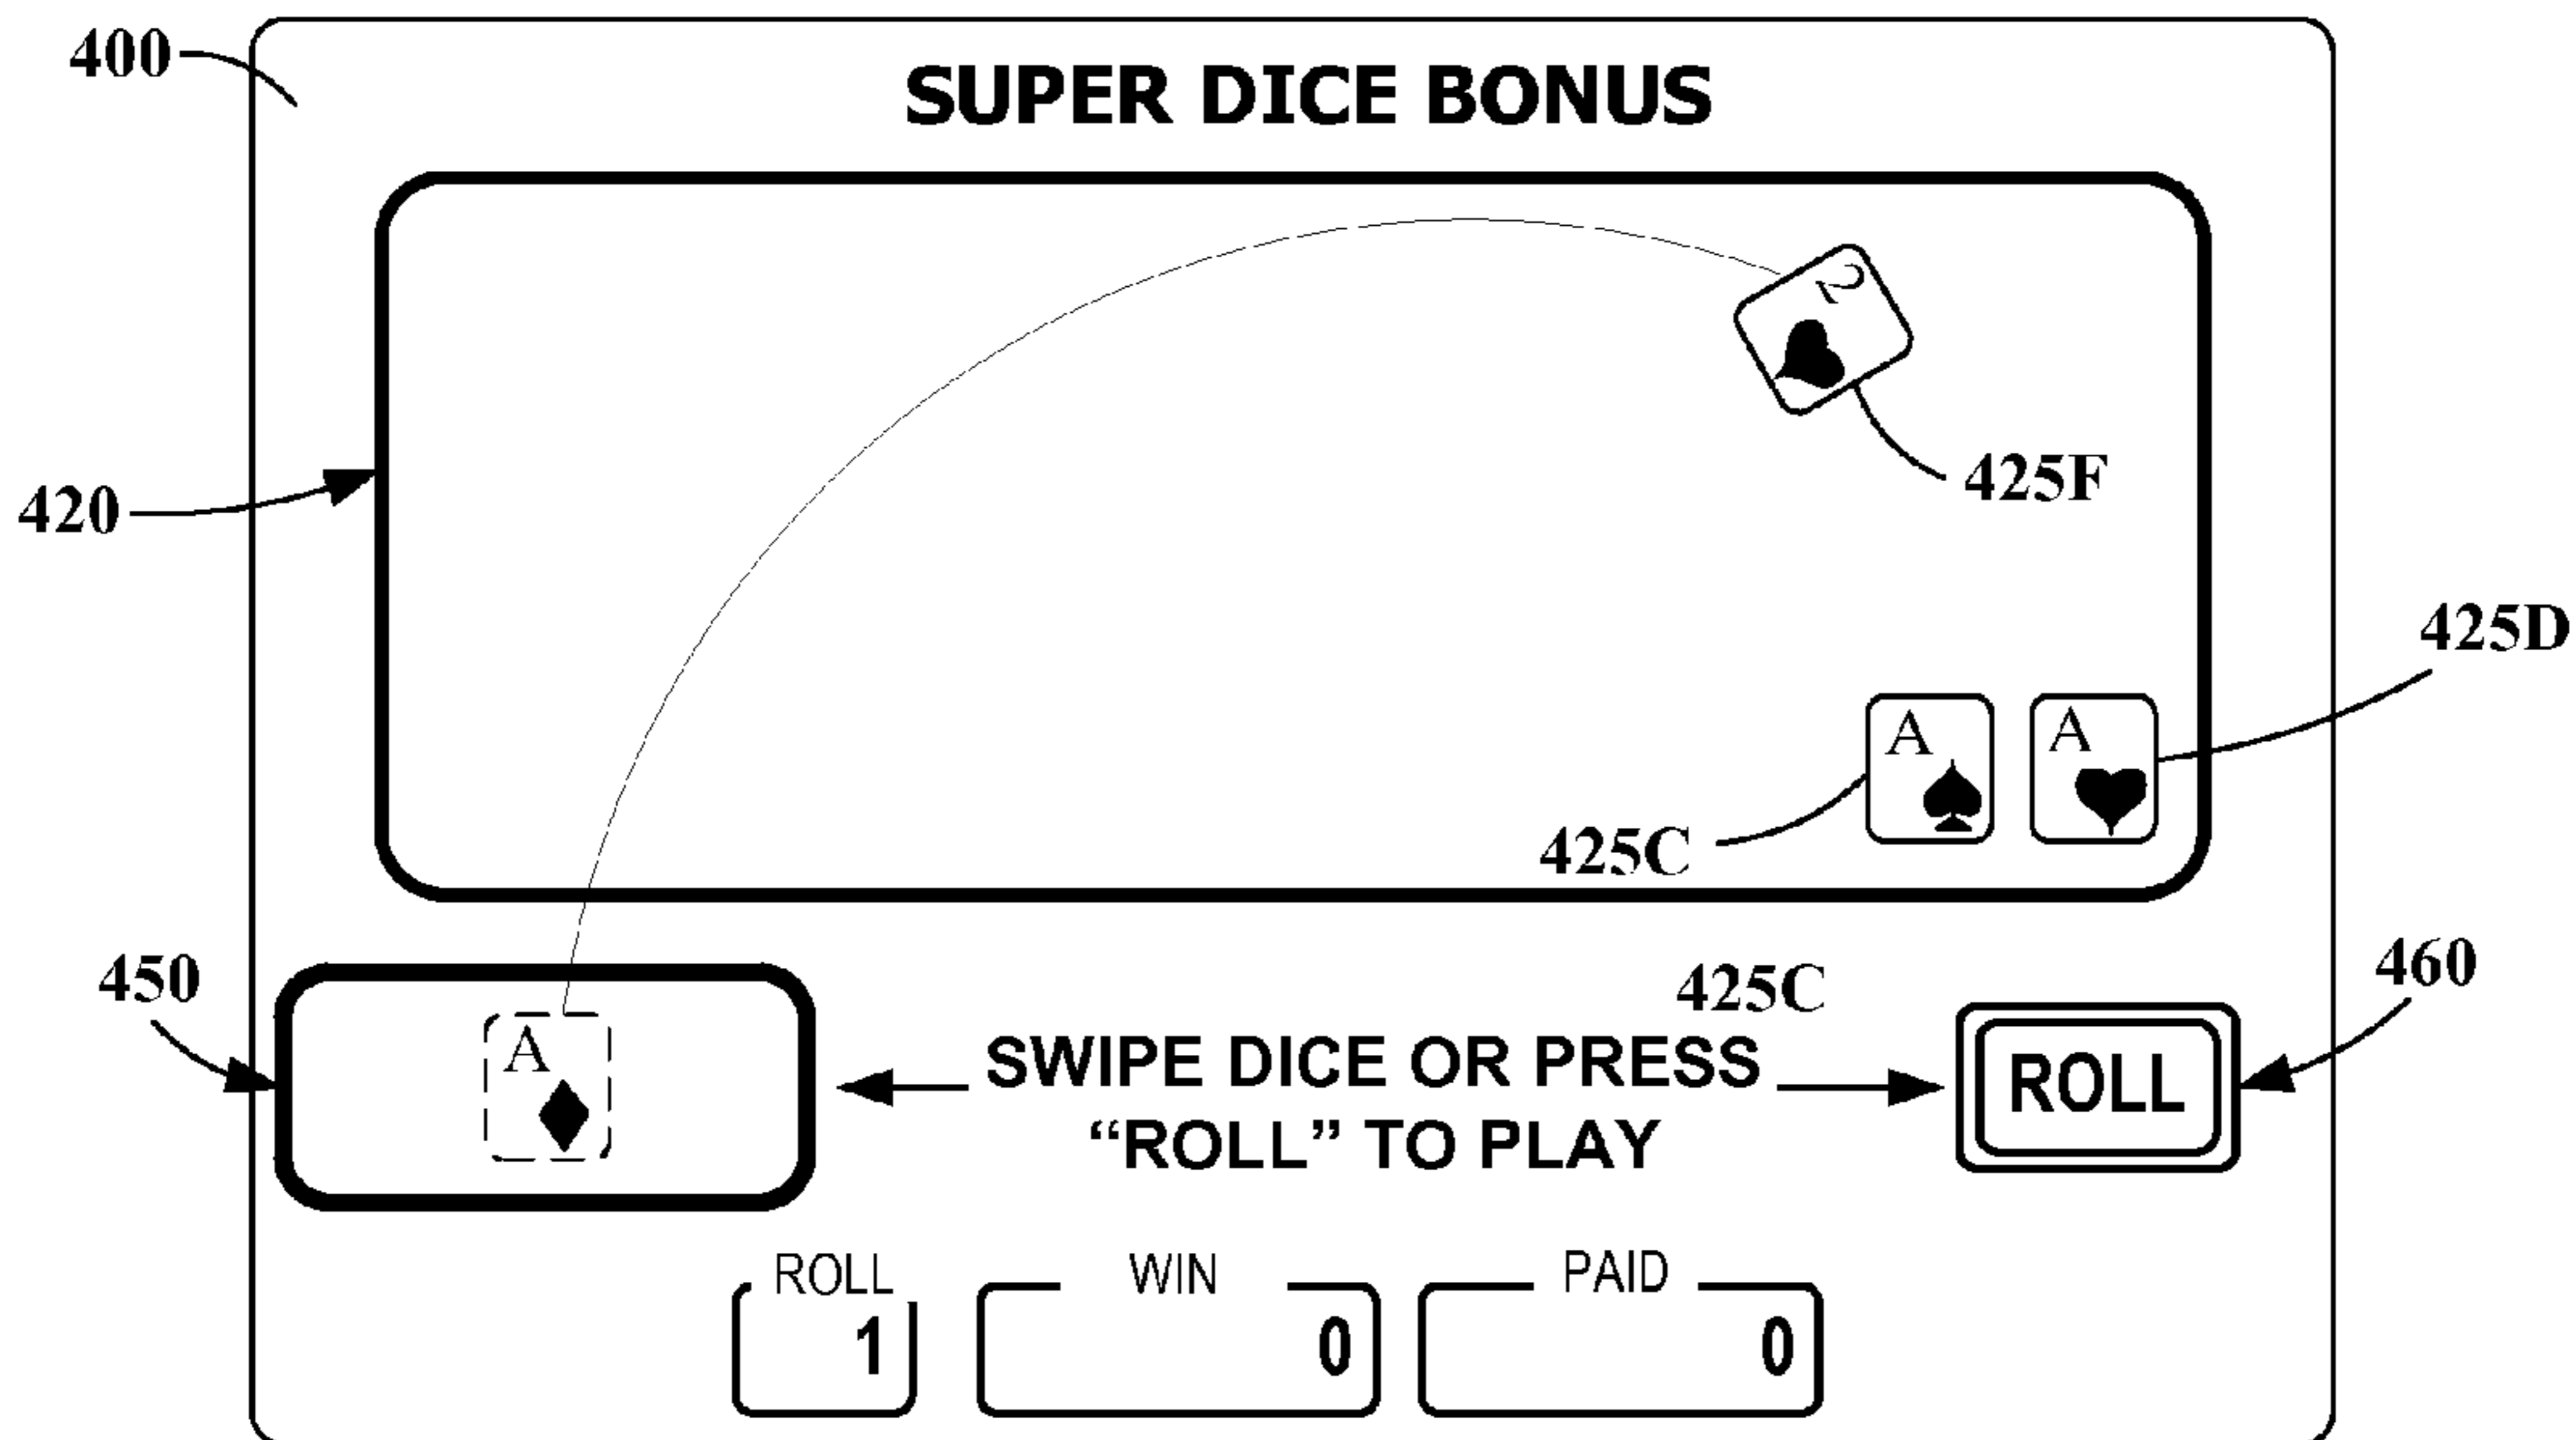 400
SUPER DICE BONUS
2
425F
420
425D
A
A
425C
450
425C
460
A
SWIPE DICE OR PRESS
“ROLL” TO PLAY
ROLL
ROLL
WIN
PAID
1
0
0